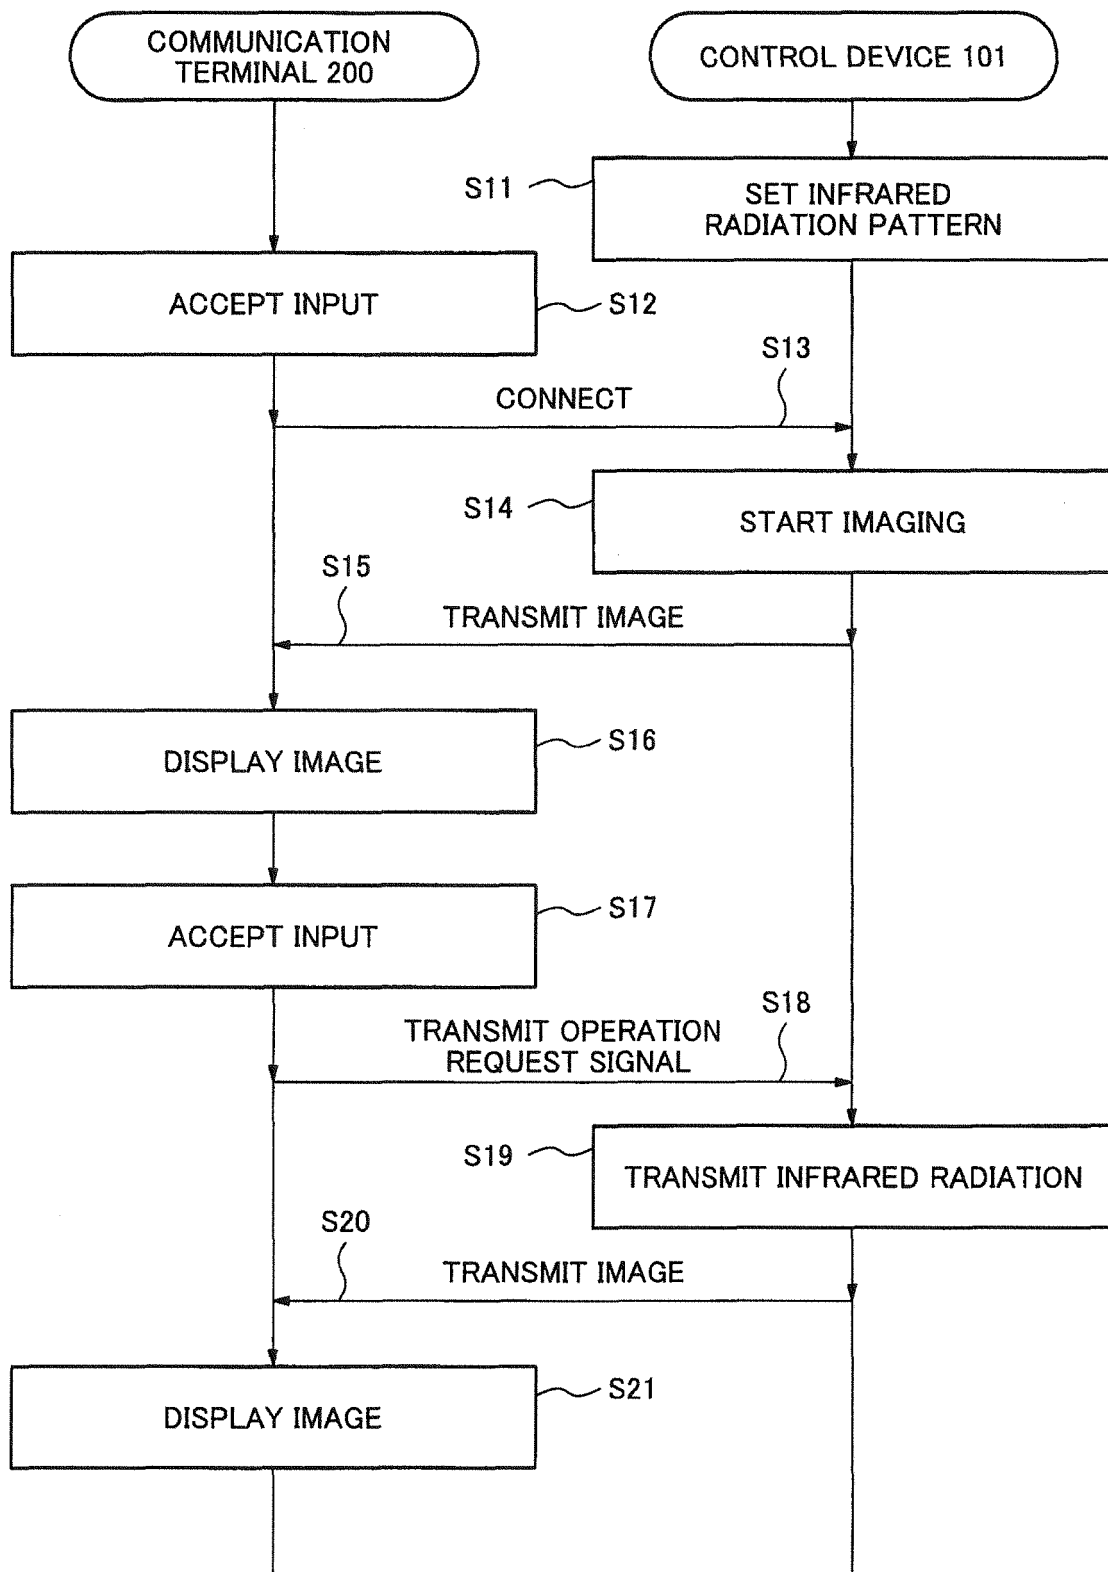 COMMUNICATION
TERMINAL 200
CONTROL DEVICE 101
S11
SET INFRARED
RADIATION PATTERN
ACCEPT INPUT
S12
S13
CONNECT
S14
START IMAGING
S15
TRANSMIT IMAGE
DISPLAY IMAGE
S16
ACCEPT INPUT
S17
TRANSMIT OPERATION
REQUEST SIGNAL
S18
S19
TRANSMIT INFRARED RADIATION
S20
TRANSMIT IMAGE
DISPLAY IMAGE
S21